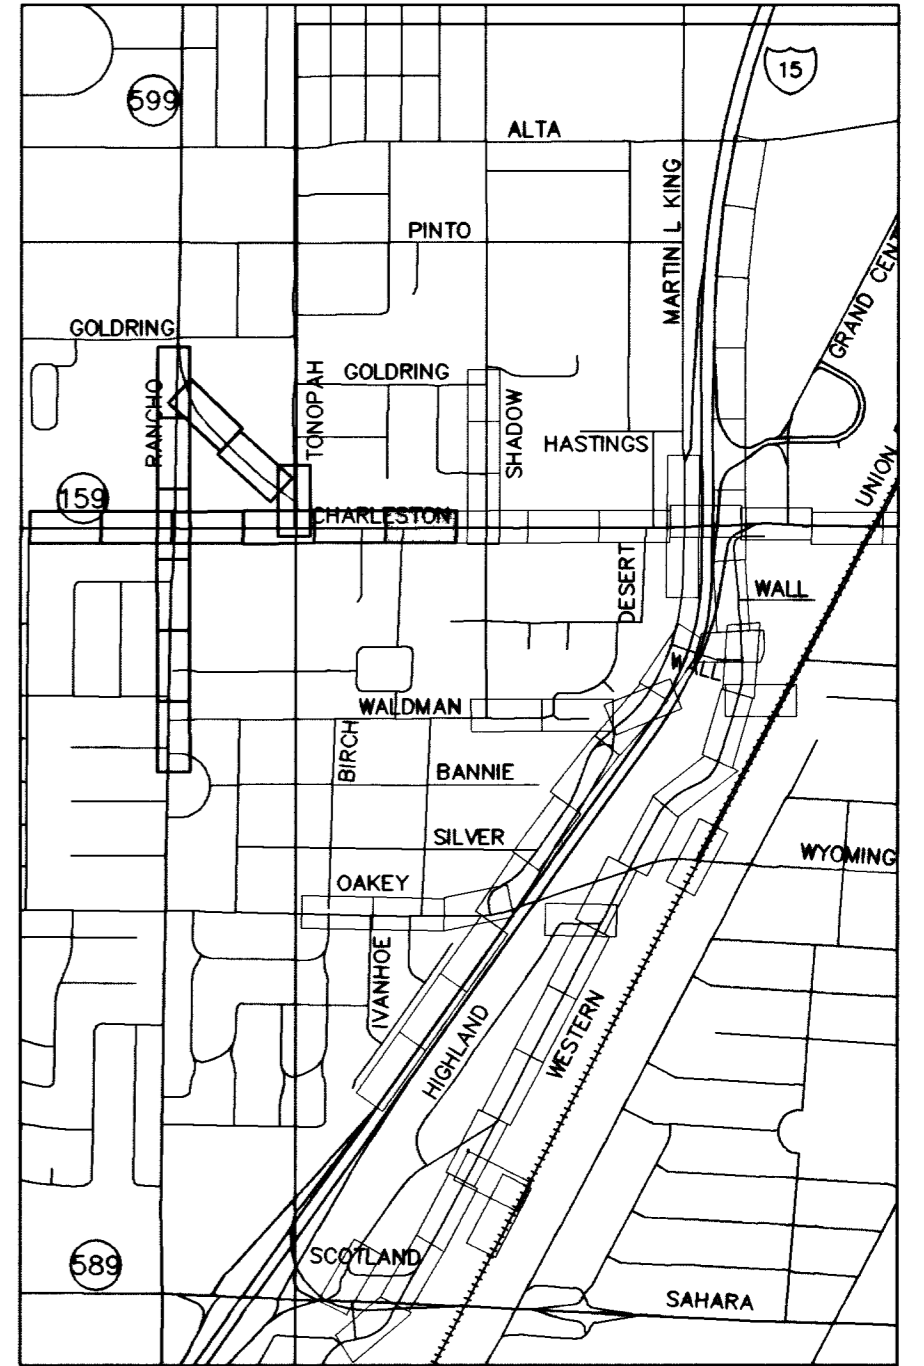 15
599
ALTA
MARTIN L KING
PINTO
GRAND CENT
GOLDRING
GOLDRING
RANCHO
TONOPAH
SHADOW
HASTINGS
159
UNION
CHARLESTON
DESERT
WALL
WALL
WALDMAN
BIRCH
BANNIE
SILVER
WYOMING
OAKEY
IVANHOE
HIGHLAND
WESTERN
SCOTLAND
589
SAHARA